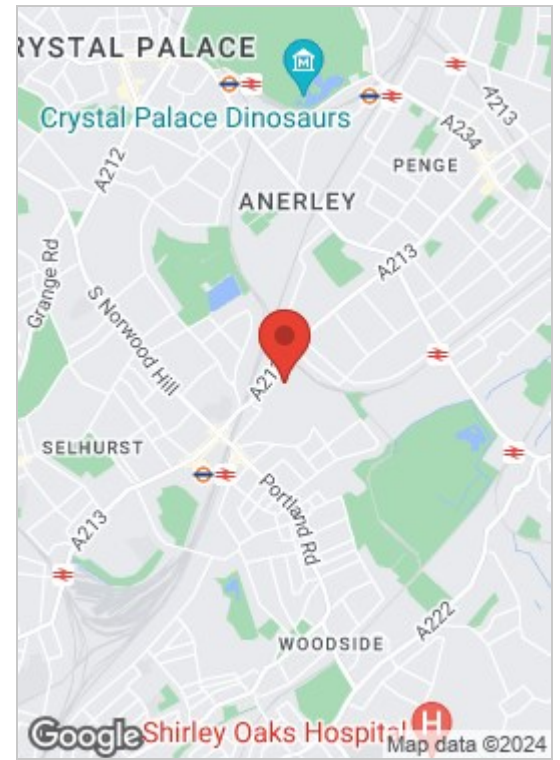 RYSTAL PALACE
Crystal Palace Dinosaurs
A213
A234
A212
PENGE
ANERLEY
A213
Grange Rd
S Norwood Hill
A21
SELHURST
Portland Rd
A213
A222
WOODSIDE
Google
Shirley Oaks Hospital
H
Map data ©2024